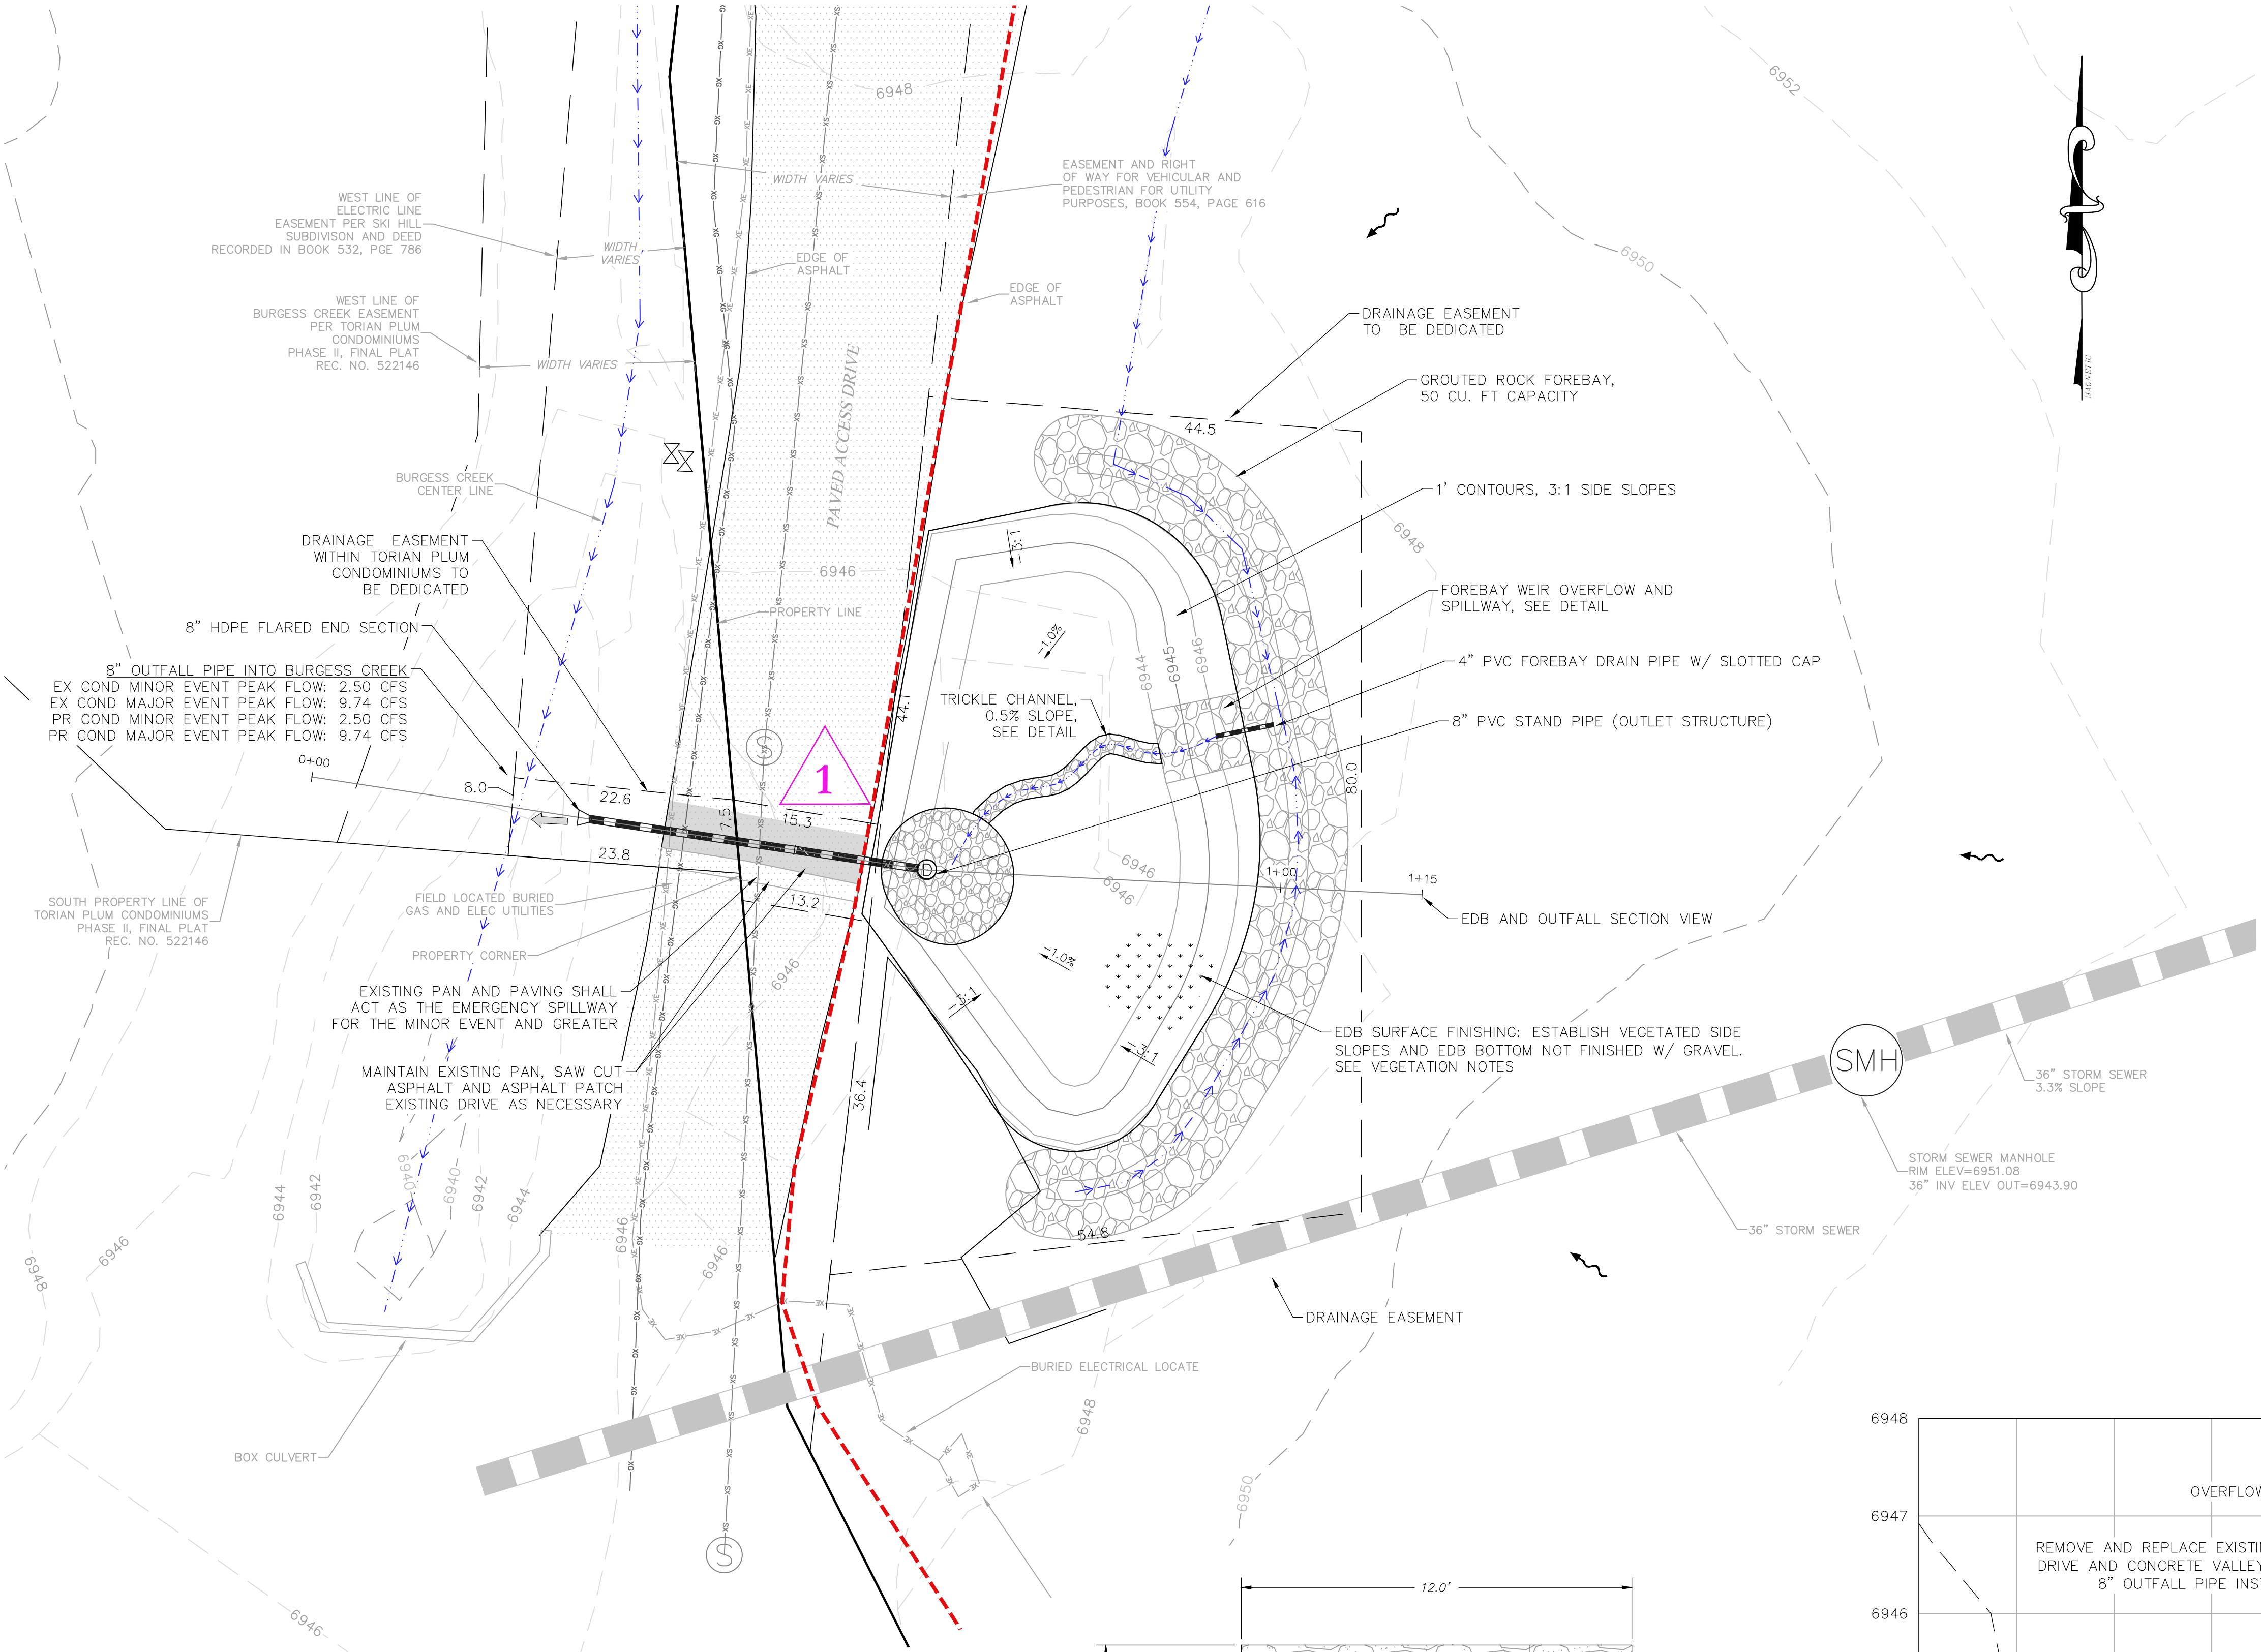 6948
6952
EASEMENT AND RIGHT
OF WAY FOR VEHICULAR AND
PEDESTRIAN FOR UTILITY
PURPOSES, BOOK 554, PAGE 616
WIDTH VARIES
WEST LINE OF
ELECTRIC LINE
EASEMENT PER SKI HILL
SUBDIVISON AND DEED
RECORDED IN BOOK 532, PGE 786
WIDTH
VARIES
EDGE OF
ASPHALT
6950
EDGE OF
ASPHALT
WEST LINE OF
BURGESS CREEK EASEMENT
PER TORIAN PLUM
CONDOMINIUMS
PHASE II, FINAL PLAT
REC. NO. 522146
WIDTH VARIES
DRAINAGE EASEMENT
TO BE DEDICATED
MAGNETIC
GROUTED ROCK FOREBAY,
50 CU. FT CAPACITY
PAVED ACCESS DRIVE
44.5
BURGESS CREEK
CENTER LINE
1' CONTOURS, 3:1 SIDE SLOPES
DRAINAGE EASEMENT
WITHIN TORIAN PLUM
CONDOMINIUMS TO
BE DEDICATED
-3:1
6948
6946
PROPERTY LINE
FOREBAY WEIR OVERFLOW AND
SPILLWAY, SEE DETAIL
8" HDPE FLARED END SECTION
-1.0%
6944
6945
6946
4" PVC FOREBAY DRAIN PIPE W/ SLOTTED CAP
8" OUTFALL PIPE INTO BURGESS CREEK
EX COND MINOR EVENT PEAK FLOW: 2.50 CFS
EX COND MAJOR EVENT PEAK FLOW: 9.74 CFS
PR COND MINOR EVENT PEAK FLOW: 2.50 CFS
PR COND MAJOR EVENT PEAK FLOW: 9.74 CFS
44.1
TRICKLE CHANNEL,
0.5% SLOPE,
SEE DETAIL
8" PVC STAND PIPE (OUTLET STRUCTURE)
0+00
8.0
22.6
1
7.5
15.3
80.0
23.8
D
6946
6946
1+00
1+15
FIELD LOCATED BURIED
GAS AND ELEC UTILITIES
13.2
EDB AND OUTFALL SECTION VIEW
SOUTH PROPERTY LINE OF
TORIAN PLUM CONDOMINIUMS
PHASE II, FINAL PLAT
REC. NO. 522146
PROPERTY CORNER
6946
-1.0%
-3:1
EXISTING PAN AND PAVING SHALL
ACT AS THE EMERGENCY SPILLWAY
FOR THE MINOR EVENT AND GREATER
EDB SURFACE FINISHING: ESTABLISH VEGETATED SIDE
SLOPES AND EDB BOTTOM NOT FINISHED W/ GRAVEL.
SEE VEGETATION NOTES
-3:1
SMH
36" STORM SEWER
3.3% SLOPE
MAINTAIN EXISTING PAN, SAW CUT
ASPHALT AND ASPHALT PATCH
EXISTING DRIVE AS NECESSARY
36.4
STORM SEWER MANHOLE
RIM ELEV=6951.08
36" INV ELEV OUT=6943.90
6944
6942
6940
6940
6942
6944
6946
6946
54.8
36" STORM SEWER
6946
6948
DRAINAGE EASEMENT
BURIED ELECTRICAL LOCATE
6948
BOX CULVERT
6950
S
6946
12.0'
6948
OVERFLOW
6947
REMOVE AND REPLACE EXISTI
DRIVE AND CONCRETE VALLEY
8" OUTFALL PIPE INS
6946